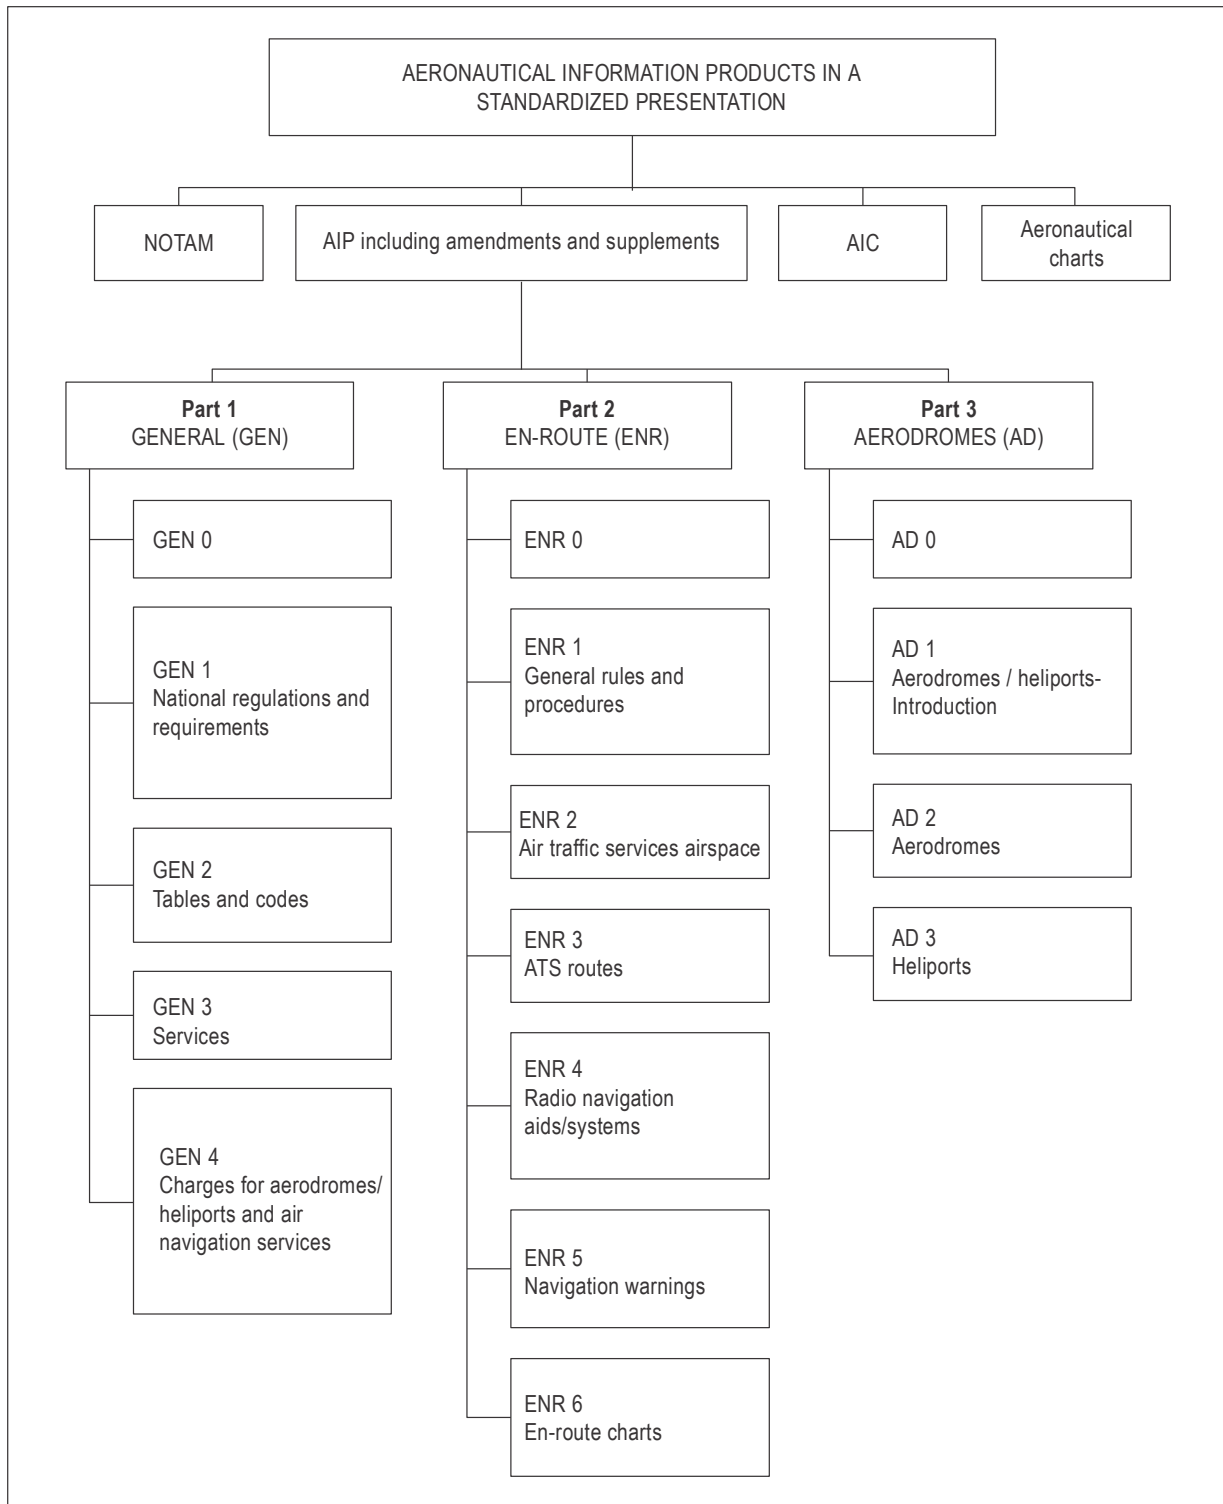 AERONAUTICAL INFORMATION PRODUCTS IN A
STANDARDIZED PRESENTATION
NOTAM
AIP including amendments and supplements
AIC
Aeronautical
charts
Part 1
GENERAL (GEN)
Part 2
EN-ROUTE (ENR)
Part 3
AERODROMES (AD)
GEN 0
GEN 1
National regulations and
requirements
GEN 2
Tables and codes
GEN 3
Services
GEN 4
Charges for aerodromes/
heliports and air
navigation services
ENR 0
ENR 1
General rules and
procedures
ENR 2
Air traffic services airspace
ENR 3
ATS routes
ENR 4
Radio navigation
aids/systems
ENR 5
Navigation warnings
ENR 6
En-route charts
AD 0
AD 1
Aerodromes / heliports-
Introduction
AD 2
Aerodromes
AD 3
Heliports